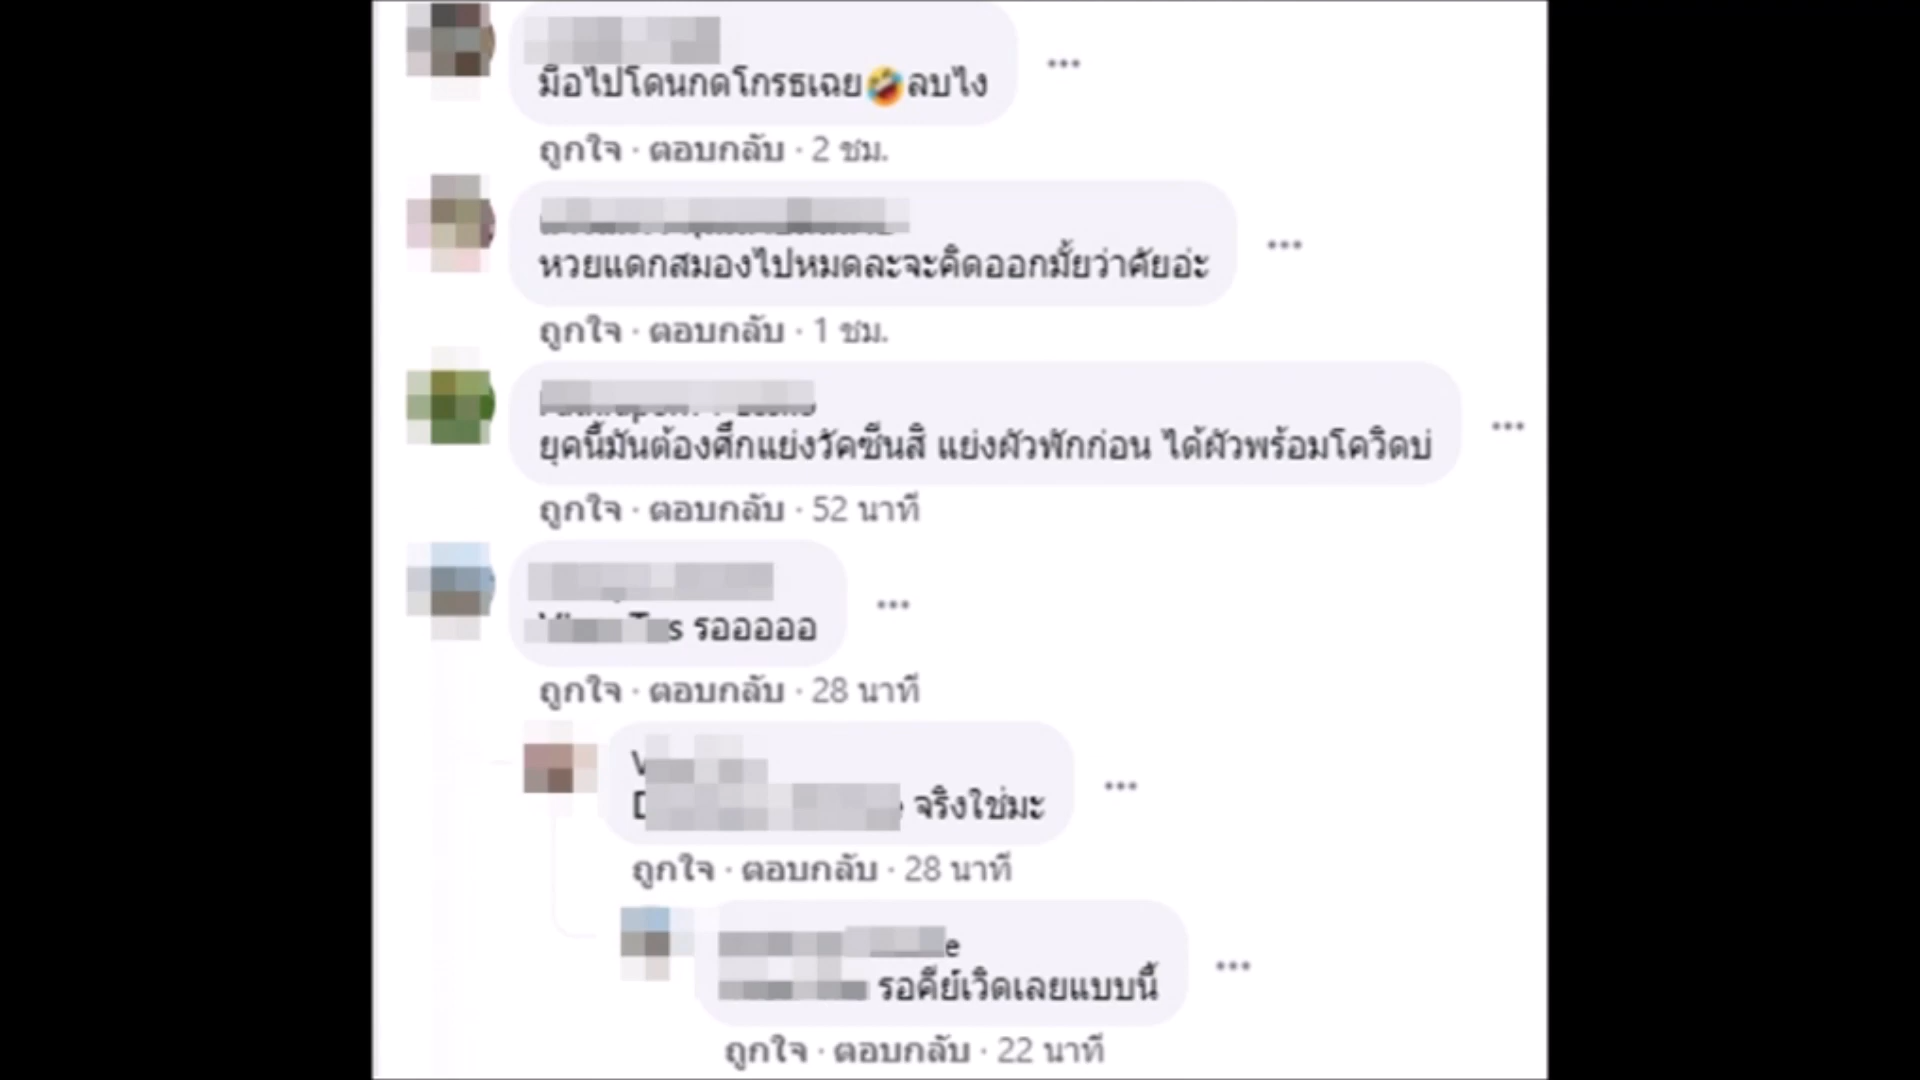 มือไปโดนกดโกรธเฉย🤣ลบไง
ถูกใจ · ตอบกลับ · 2 ชม.
หวยแดกสมองไปหมดละจะคิดออกมั้ยว่าคัยอ่ะ
ถูกใจ · ตอบกลับ · 1 ชม.
ยุคนี้มันต้องศึกแย่งวัคซีนสิ แย่งผัวพักก่อน ได้ผัวพร้อมโควิดบ่
ถูกใจ · ตอบกลับ · 52 นาที
รอออออ
ถูกใจ · ตอบกลับ · 28 นาที
จริงใช่มะ
ถูกใจ · ตอบกลับ · 28 นาที
รอคีย์เวิดเลยแบบนี้
ถูกใจ · ตอบกลับ · 22 นาที